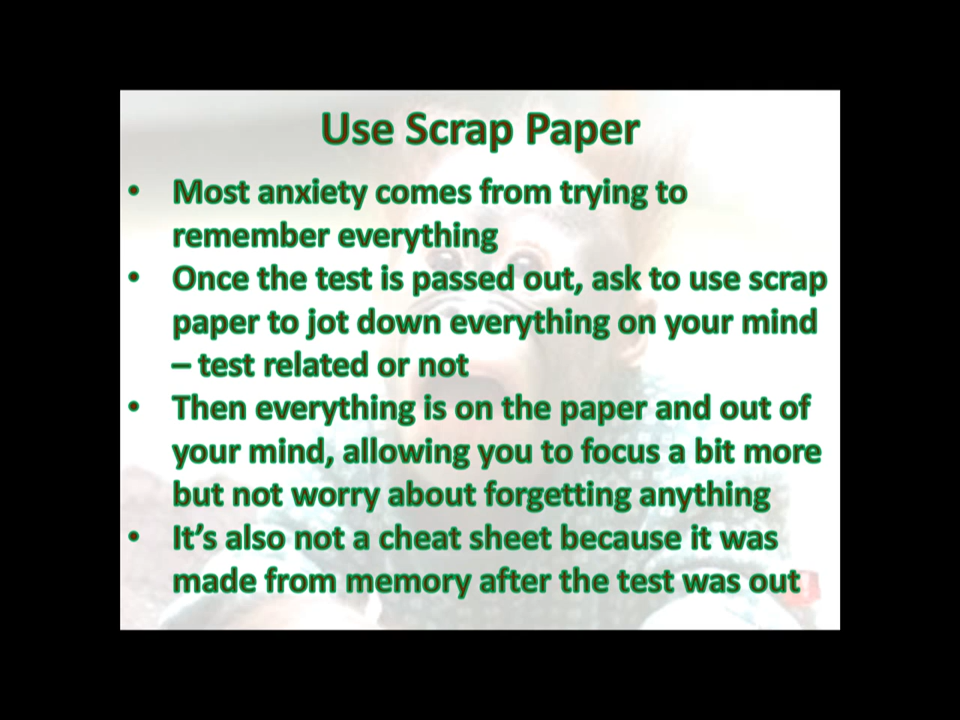 Use Scrap Paper
• Most anxiety comes from trying to
remember everything
• Once the test is passed out, ask to use scrap
paper to jot down everything on your mind
– test related or not
• Then everything is on the paper and out of
your mind, allowing you to focus a bit more
but not worry about forgetting anything
• It’s also not a cheat sheet because it was
made from memory after the test was out